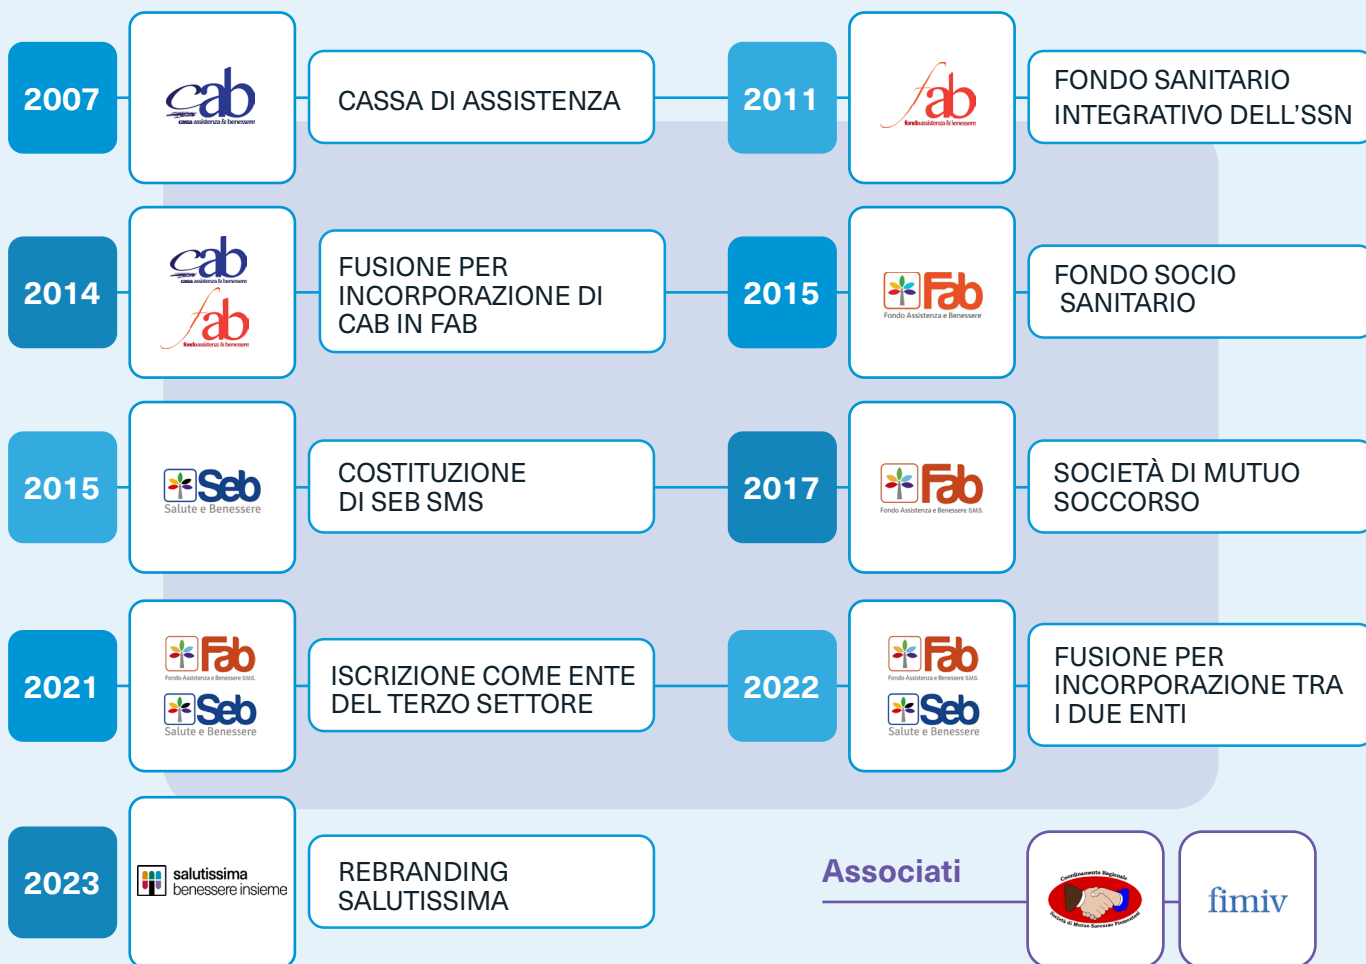 2007
cab
cassa assistenza & benessere
CASSA DI ASSISTENZA
2011
fab
fondo assistenza & benessere
FONDO SANITARIO
INTEGRATIVO DELL'SSN
2014
cab
cassa assistenza & benessere
fab
fondo assistenza & benessere
FUSIONE PER
INCORPORAZIONE DI
CAB IN FAB
2015
Fab
Fondo Assistenza e Benessere
FONDO SOCIO
SANITARIO
2015
Seb
Salute e Benessere
COSTITUZIONE
DI SEB SMS
2017
Fab
Fondo Assistenza e Benessere S.M.S.
SOCIETÀ DI MUTUO
SOCCORSO
2021
Fab
Fondo Assistenza e Benessere S.M.S.
Seb
Salute e Benessere
ISCRIZIONE COME ENTE
DEL TERZO SETTORE
2022
Fab
Fondo Assistenza e Benessere S.M.S.
Seb
Salute e Benessere
FUSIONE PER
INCORPORAZIONE TRA
I DUE ENTI
2023
salutissima
benessere insieme
REBRANDING
SALUTISSIMA
Associati
Coordinamento Regionale
Società di Mutuo Soccorso Piemontesi
fimiv